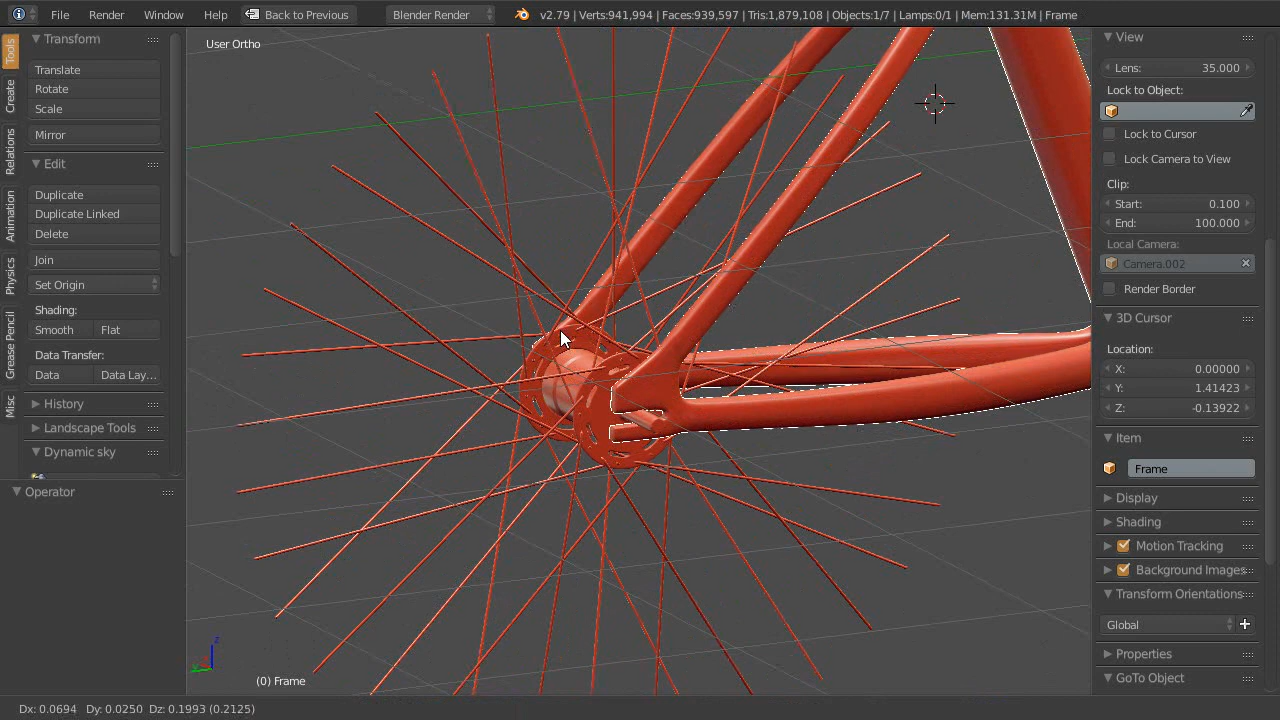 File Render Window Help Back to Previous Blender Render v2.79 | Verts:941,994 | Faces:939,597 | Tris:1,879,108 | Objects:1/7 | Lamps:0/1 | Mem:131.31M | Frame
Tools
Create
Relations
Animation
Physics
Grease Pencil
Misc
Transform
Translate
Rotate
Scale
Mirror
Edit
Duplicate
Duplicate Linked
Delete
Join
Set Origin
Shading:
Smooth Flat
Data Transfer:
Data Data Lay...
History
Landscape Tools
Dynamic sky
Operator
User Ortho
z
(0) Frame
View
Lens: 35.000
Lock to Object:
Lock to Cursor
Lock Camera to View
Clip:
Start: 0.100
End: 100.000
Local Camera:
Camera.002
Render Border
3D Cursor
Location:
X: 0.00000
Y: 1.41423
Z: -0.13922
Item
Frame
Display
Shading
Motion Tracking
Background Images
Transform Orientations
Global
Properties
GoTo Object
Dx: 0.0694 Dy: 0.0250 Dz: 0.1993 (0.2125)